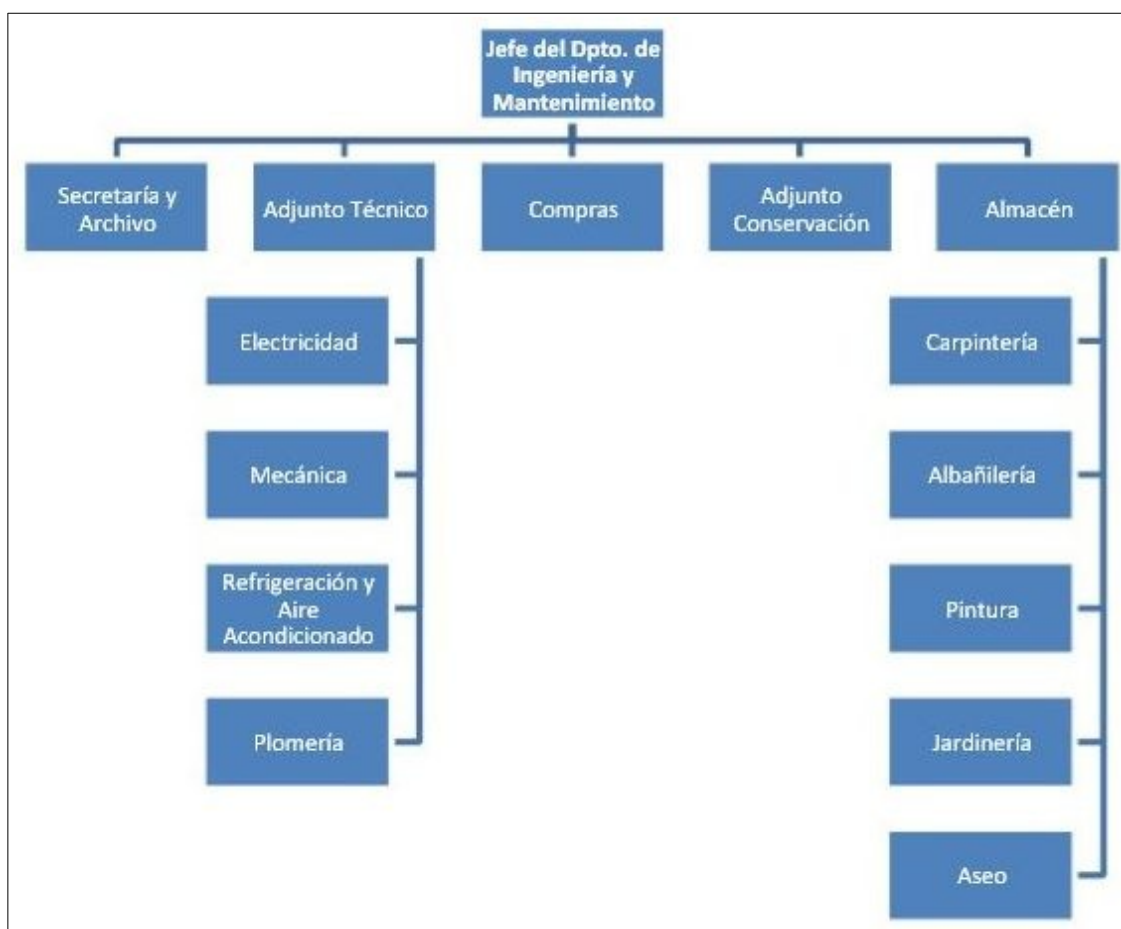 Jefe del Dpto. de
Ingeniería y
Mantenimiento
Secretaría y
Archivo
Adjunto Técnico
Compras
Adjunto
Conservación
Almacén
Electricidad
Mecánica
Refrigeración y
Aire
Acondicionado
Plomería
Carpintería
Albañilería
Pintura
Jardinería
Aseo